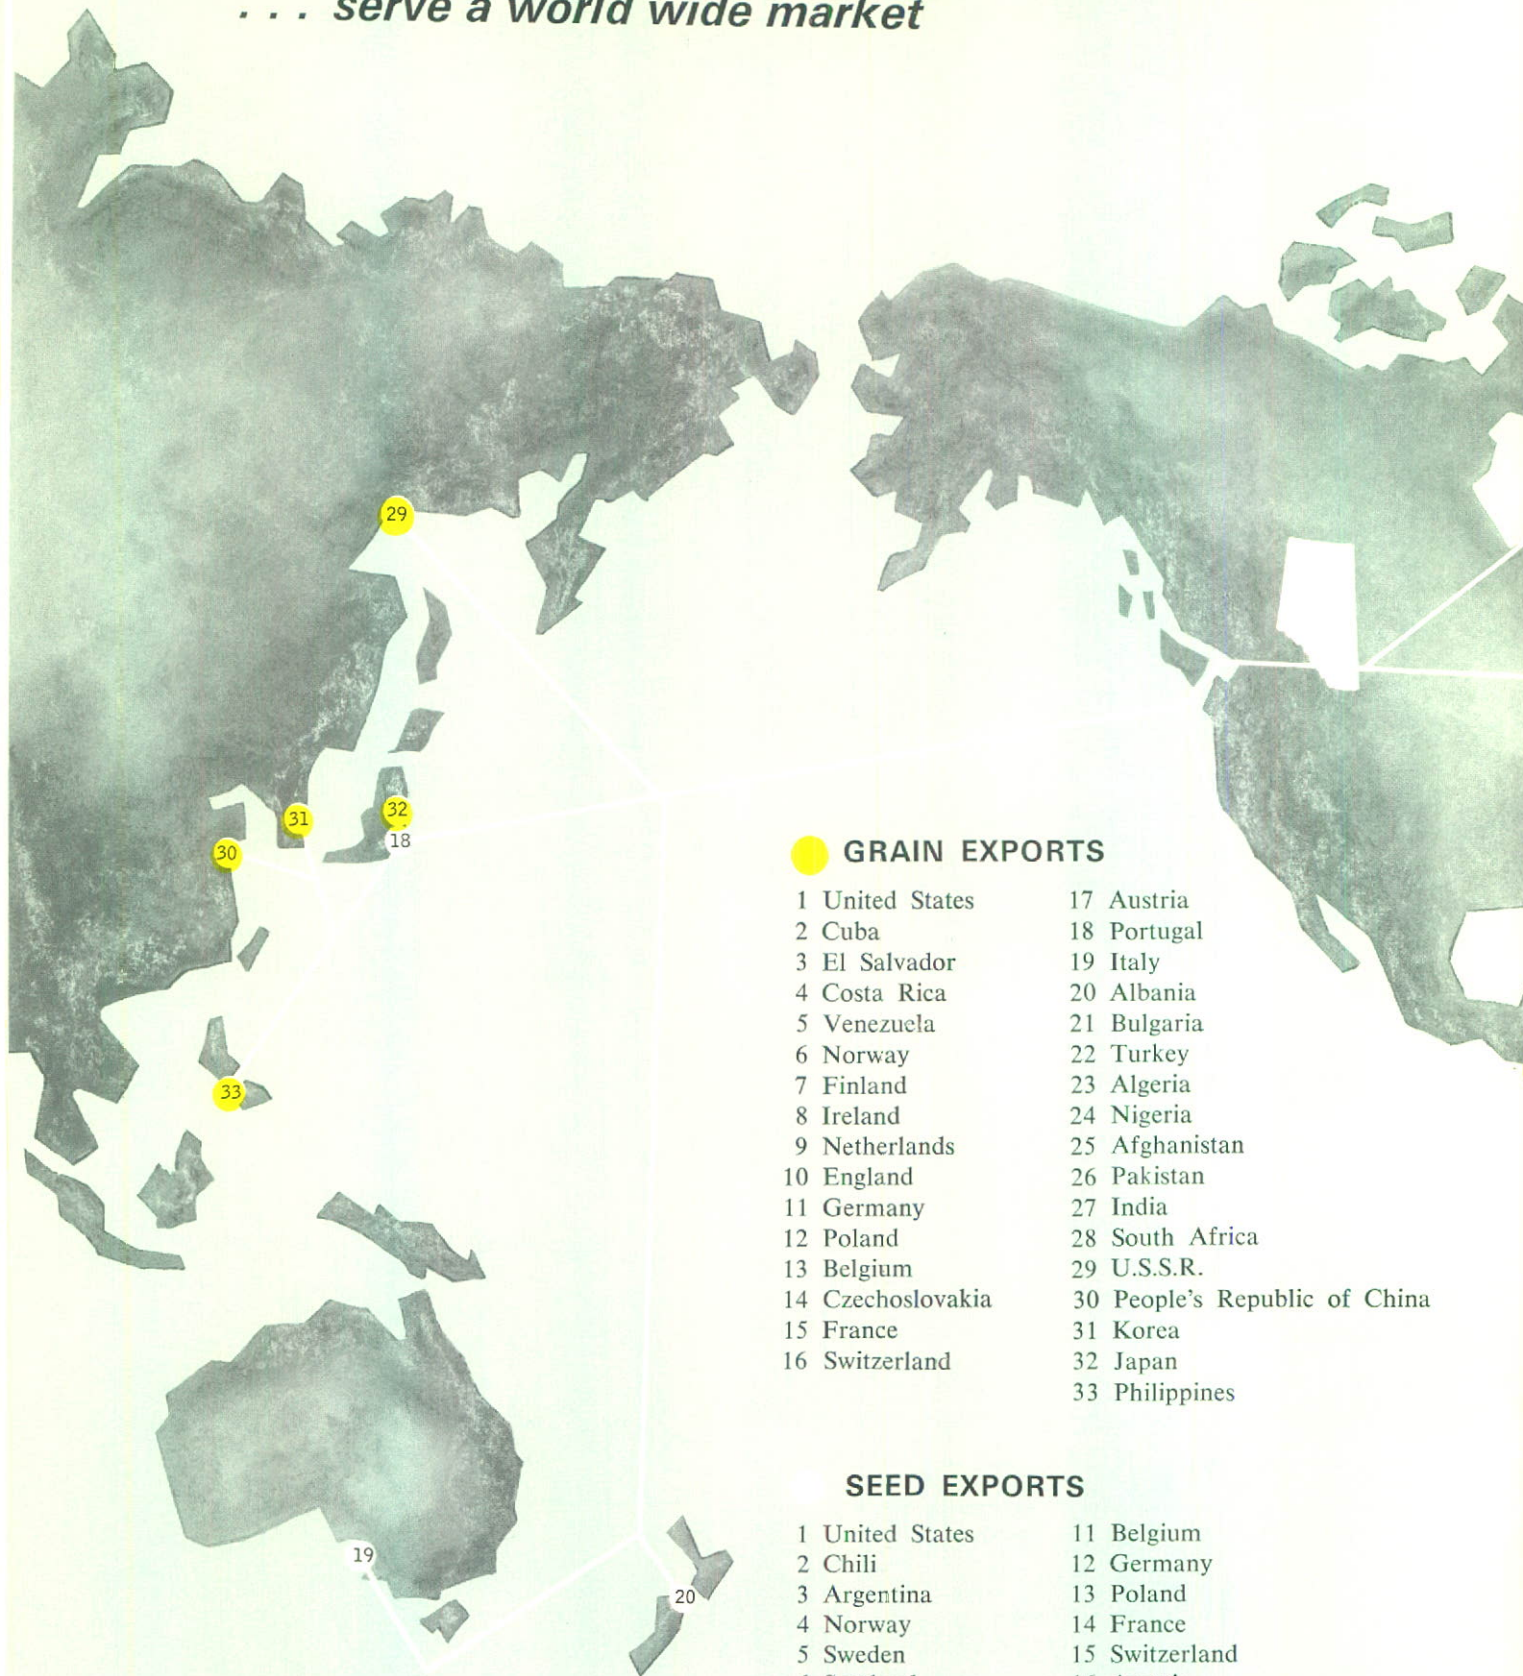 . . . serve a world wide market
29
31
32
18
30
33
19
20
GRAIN EXPORTS
1 United States
2 Cuba
3 El Salvador
4 Costa Rica
5 Venezuela
6 Norway
7 Finland
8 Ireland
9 Netherlands
10 England
11 Germany
12 Poland
13 Belgium
14 Czechoslovakia
15 France
16 Switzerland
17 Austria
18 Portugal
19 Italy
20 Albania
21 Bulgaria
22 Turkey
23 Algeria
24 Nigeria
25 Afghanistan
26 Pakistan
27 India
28 South Africa
29 U.S.S.R.
30 People's Republic of China
31 Korea
32 Japan
33 Philippines
SEED EXPORTS
1 United States
2 Chili
3 Argentina
4 Norway
5 Sweden
11 Belgium
12 Germany
13 Poland
14 France
15 Switzerland